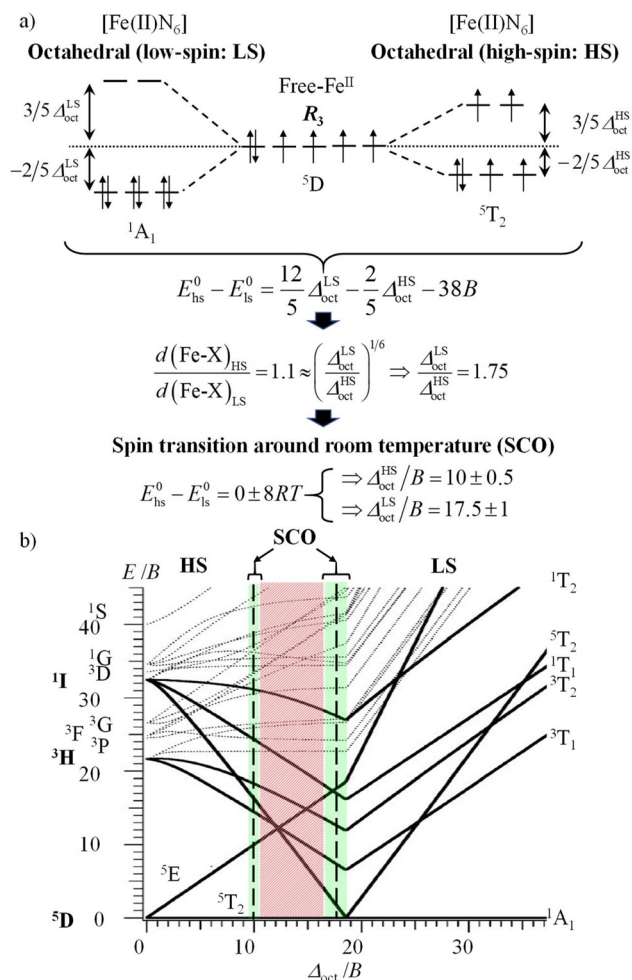 a)
[Fe(II)N₆]
Octahedral (low-spin: LS)
[Fe(II)N₆]
Octahedral (high-spin: HS)
3/5 Δ_oct^LS
−2/5 Δ_oct^LS
Free-Fe^II
R₃
3/5 Δ_oct^HS
−2/5 Δ_oct^HS
¹A₁
⁵D
⁵T₂
E_hs^0 − E_ls^0 = 12/5 Δ_oct^LS − 2/5 Δ_oct^HS − 38B
d(Fe-X)_HS / d(Fe-X)_LS = 1.1 ≈ (Δ_oct^LS / Δ_oct^HS)^1/6 ⇒ Δ_oct^LS / Δ_oct^HS = 1.75
Spin transition around room temperature (SCO)
E_hs^0 − E_ls^0 = 0 ± 8RT
⇒ Δ_oct^HS/B = 10 ± 0.5
⇒ Δ_oct^LS/B = 17.5 ± 1
b)
HS
SCO
LS
E/B
¹S
40
¹G
³D
¹I
30
³G
³F
³P
³H
20
10
⁵E
⁵T₂
⁵D
0
¹T₂
⁵T₂
¹T₁
³T₂
³T₁
¹A₁
0 10 20 30
Δ_oct/B